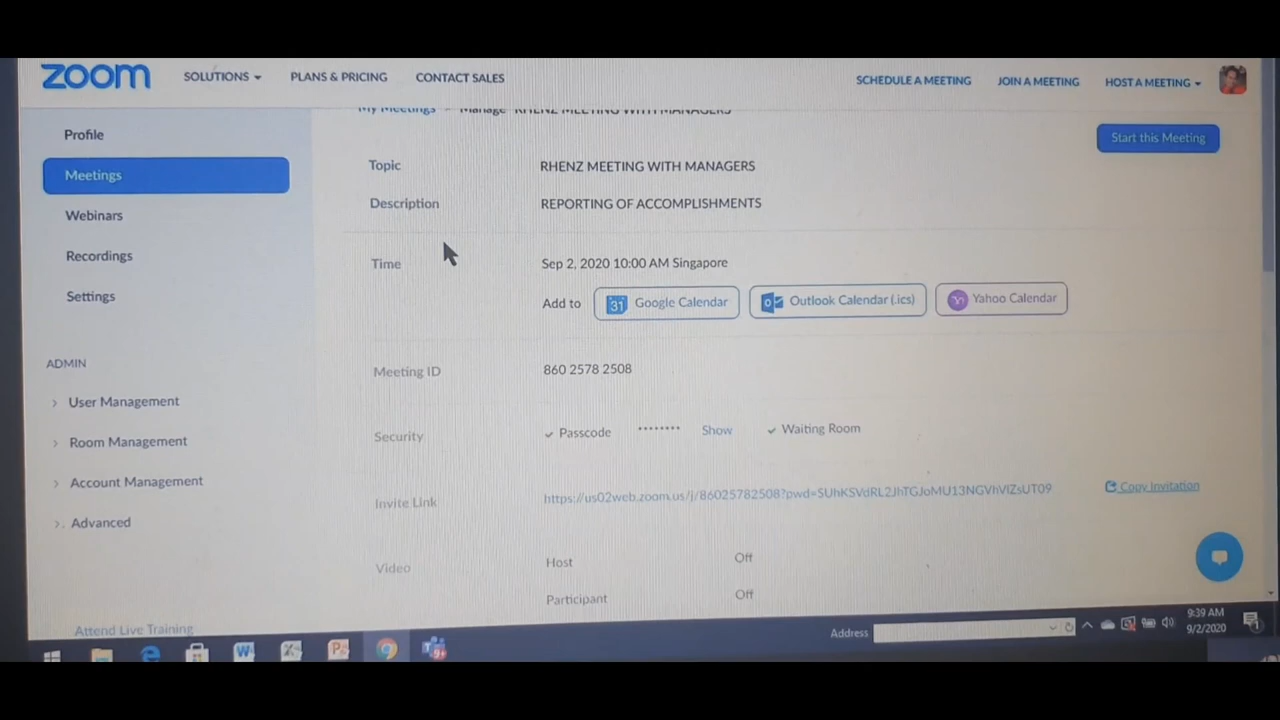 zoom SOLUTIONS PLANS & PRICING CONTACT SALES SCHEDULE A MEETING JOIN A MEETING HOST A MEETING
My Meetings > Manage "RHENZ MEETING WITH MANAGERS"
Profile
Meetings
Webinars
Recordings
Settings
ADMIN
> User Management
> Room Management
> Account Management
> Advanced
Attend Live Training
Start this Meeting
Topic RHENZ MEETING WITH MANAGERS
Description REPORTING OF ACCOMPLISHMENTS
Time Sep 2, 2020 10:00 AM Singapore
Add to 31 Google Calendar Outlook Calendar (.ics) Yahoo Calendar
Meeting ID 860 2578 2508
Security ✓ Passcode ******** Show ✓ Waiting Room
Invite Link https://us02web.zoom.us/j/86025782508?pwd=SUhKSVdRL2JhTGJoMU13NGVhVlZsUT09 Copy Invitation
Video Host Off
Participant Off
Address
9:39 AM
9/2/2020